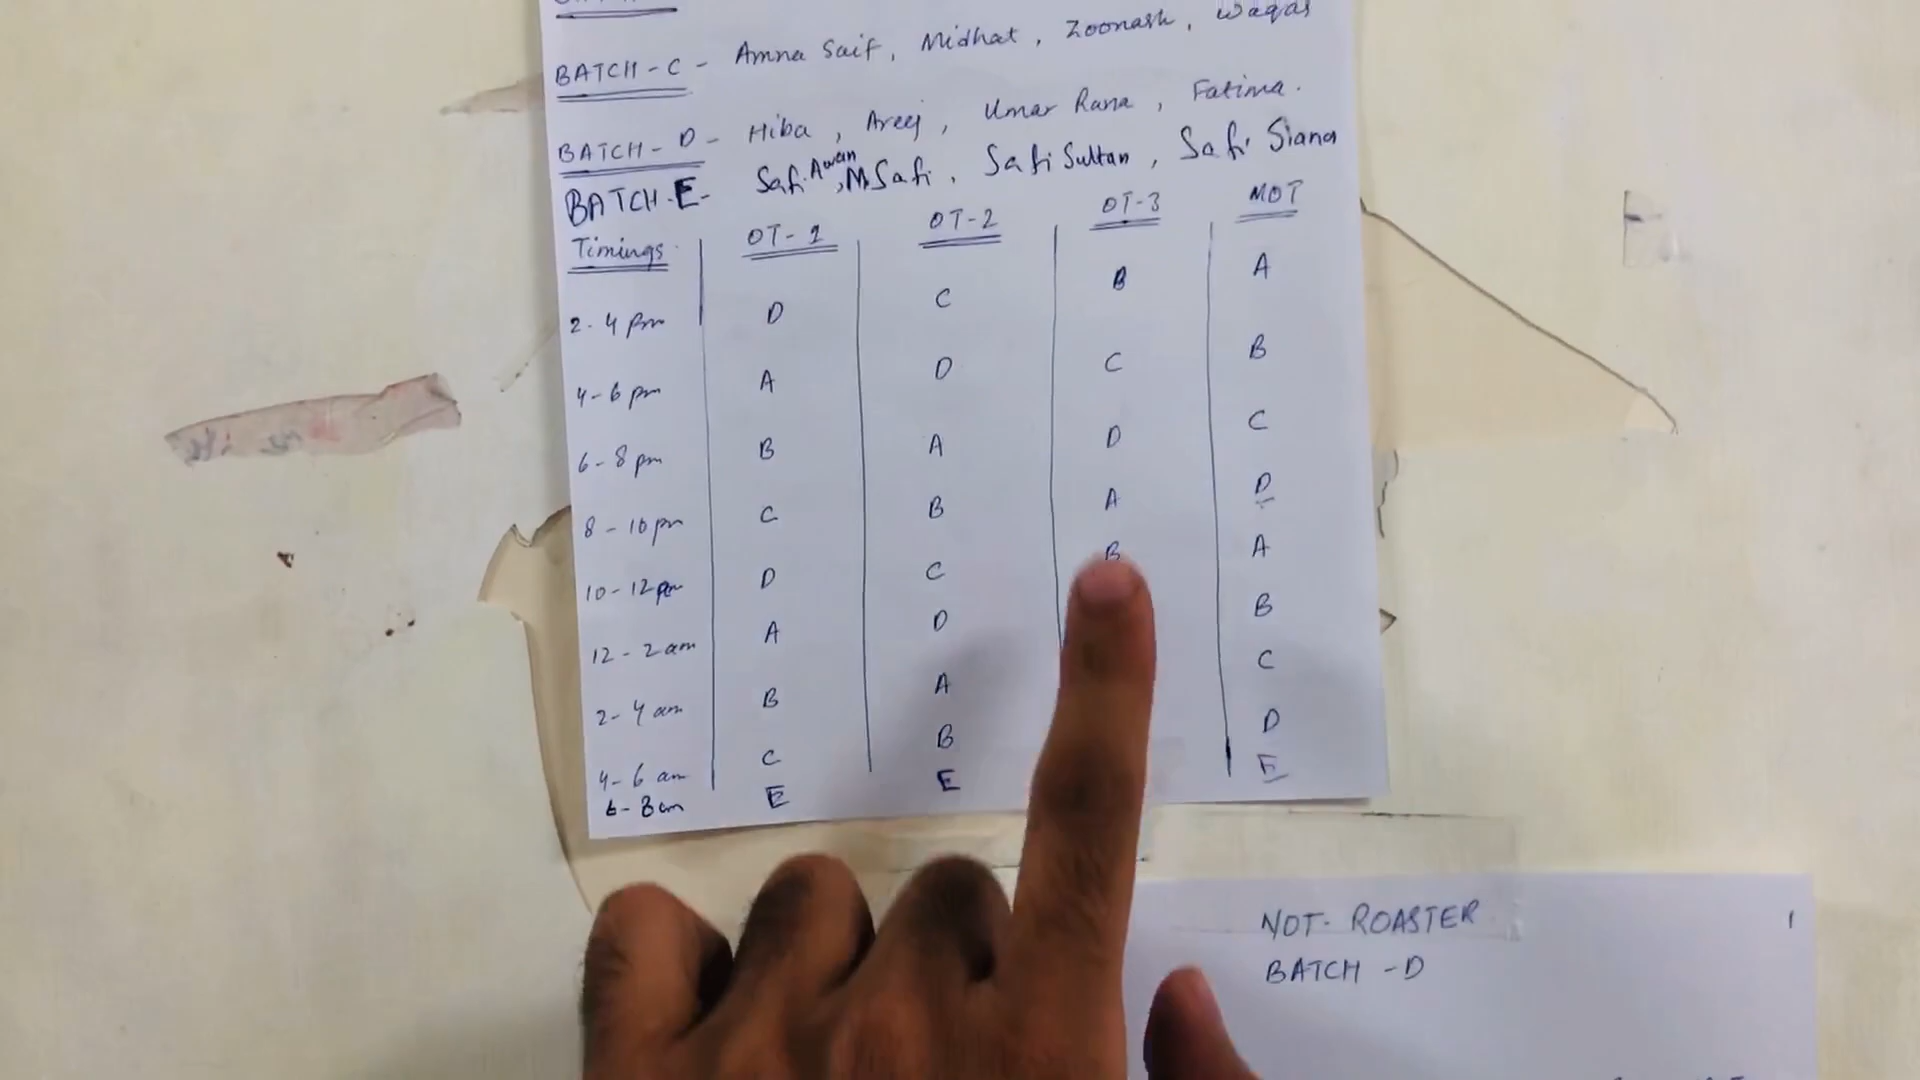 BATCH-C- Amna Saif, Midhat, Zoonash, Waqas
BATCH-D- Hiba, Areej, Umar Rana, Fatima.
BATCH-E- Safi Awan, M.Safi, Safi Sultan, Safi Siana
Timings OT-1 OT-2 OT-3 MOT
2-4 pm D C B A
4-6 pm A D C B
6-8 pm B A D C
8-10 pm C B A D
10-12 pm D C B A
12-2 am A D B
2-4 am B A C
4-6 am C B D
6-8am E E E
NOT-ROASTER
BATCH-D